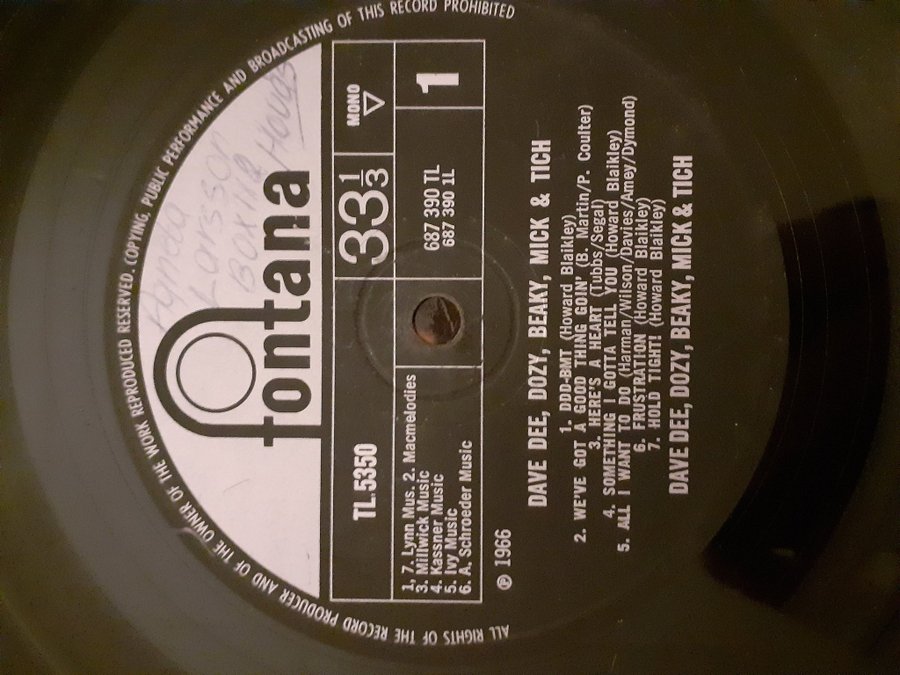 ALL RIGHTS OF THE RECORD PRODUCER AND OF THE OWNER OF THE WORK REPRODUCED RESERVED. COPYING, PUBLIC PERFORMANCE AND BROADCASTING OF THIS RECORD PROHIBITED
Box 112
fontana
TL.5350
33 1/3
MONO
1, 7. Lynn Mus. 2. Macmelodies
3. Millwick Music
4. Kassner Music
5. Ivy Music
6. A. Schroeder Music
687 390 TL
687 390 1L
1
℗ 1966
DAVE DEE, DOZY, BEAKY, MICK & TICH
1. DDD-BMT (Howard Blaikley)
2. WE'VE GOT A GOOD THING GOIN' (B. Martin/P. Coulter)
3. HERE'S A HEART (Tubbs/Segal)
4. SOMETHING I GOTTA TELL YOU (Howard Blaikley)
5. ALL I WANT TO DO (Harman/Wilson/Davies/Amey/Dymond)
6. FRUSTRATION (Howard Blaikley)
7. HOLD TIGHT! (Howard Blaikley)
DAVE DEE, DOZY, BEAKY, MICK & TICH